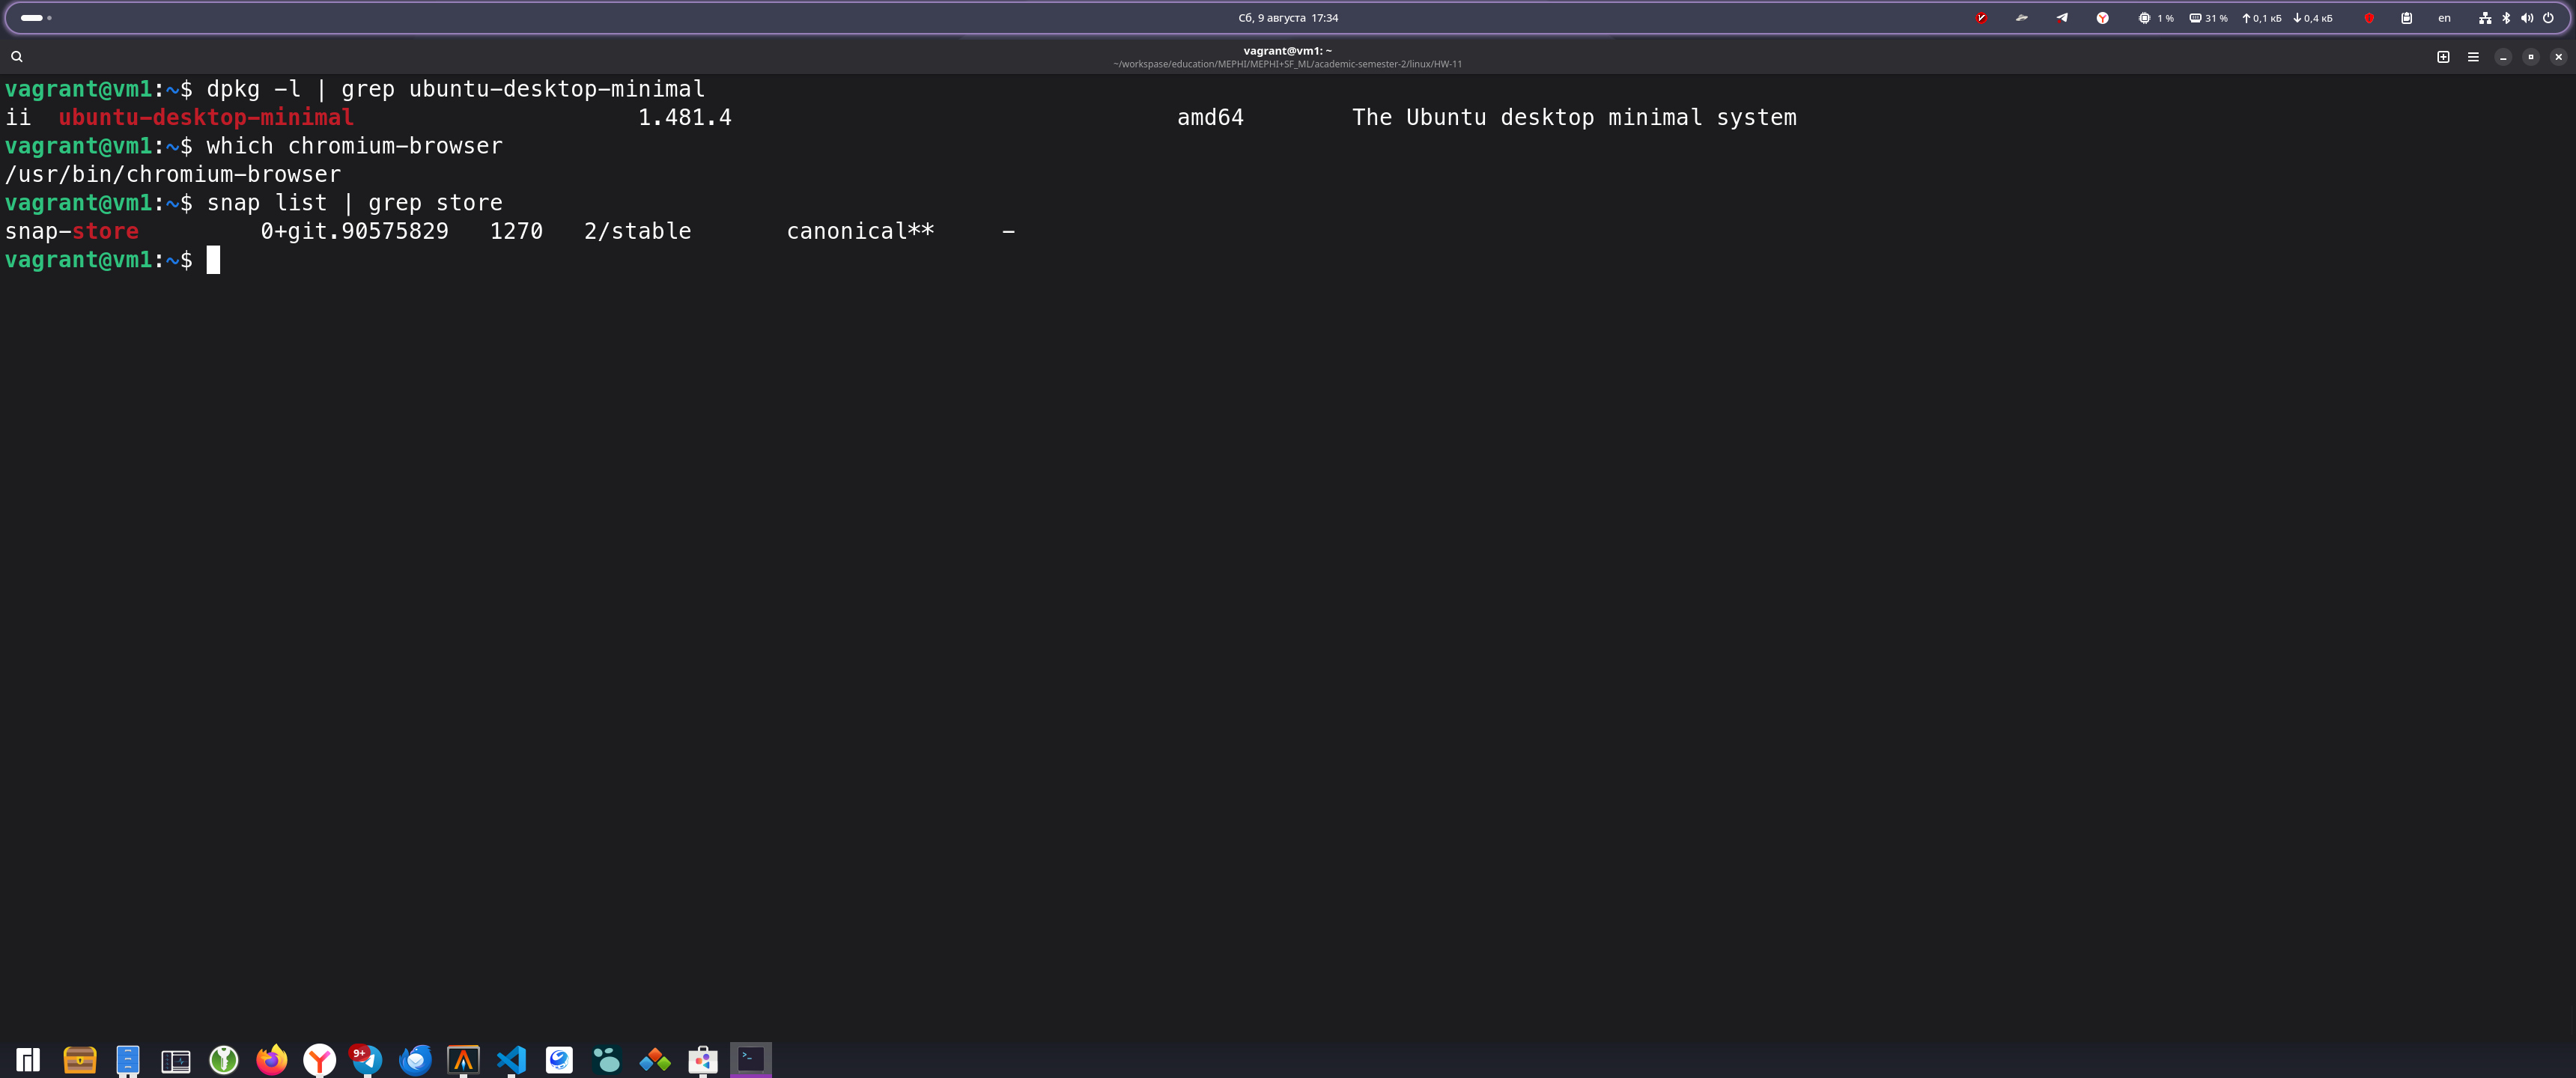 Сб, 9 августа 17:34
1 % 31 % 0,1 кБ 0,4 кБ en
vagrant@vm1: ~
~/workspase/education/MEPHI/MEPHI+SF_ML/academic-semester-2/linux/HW-11
vagrant@vm1:~$ dpkg -l | grep ubuntu-desktop-minimal
ii  ubuntu-desktop-minimal                     1.481.4                                 amd64        The Ubuntu desktop minimal system
vagrant@vm1:~$ which chromium-browser
/usr/bin/chromium-browser
vagrant@vm1:~$ snap list | grep store
snap-store         0+git.90575829   1270   2/stable       canonical**     -
vagrant@vm1:~$
9+